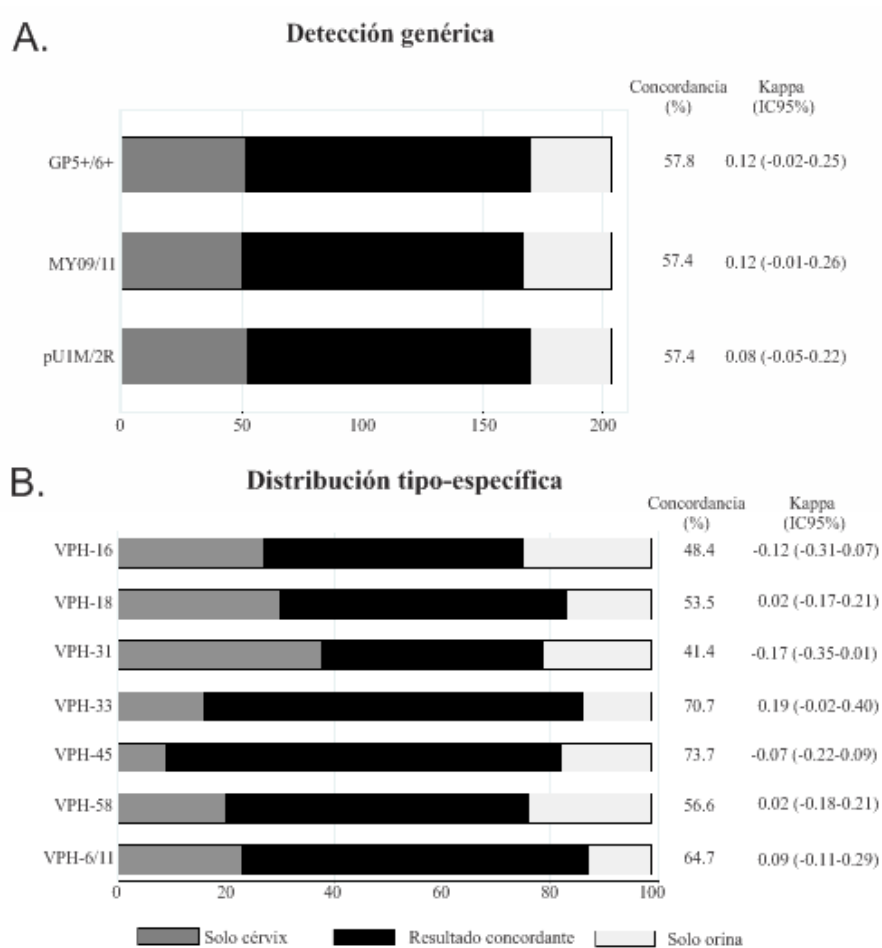 A.
Detección genérica
Concordancia (%)
Kappa (IC95%)
GP5+/6+ 57.8 0.12 (-0.02-0.25)
MY09/11 57.4 0.12 (-0.01-0.26)
pU1M/2R 57.4 0.08 (-0.05-0.22)
0 50 100 150 200
B.
Distribución tipo-específica
Concordancia (%)
Kappa (IC95%)
VPH-16 48.4 -0.12 (-0.31-0.07)
VPH-18 53.5 0.02 (-0.17-0.21)
VPH-31 41.4 -0.17 (-0.35-0.01)
VPH-33 70.7 0.19 (-0.02-0.40)
VPH-45 73.7 -0.07 (-0.22-0.09)
VPH-58 56.6 0.02 (-0.18-0.21)
VPH-6/11 64.7 0.09 (-0.11-0.29)
0 20 40 60 80 100
Solo cérvix Resultado concordante Solo orina